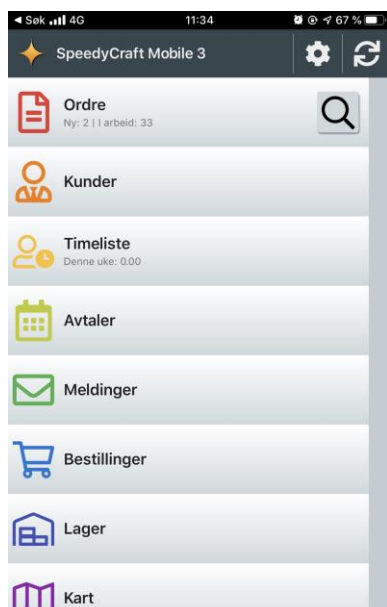 Søk 4G 11:34 67 %
SpeedyCraft Mobile 3
Ordre
Ny: 2 | I arbeid: 33
Kunder
Timeliste
Denne uke: 0.00
Avtaler
Meldinger
Bestillinger
Lager
Kart